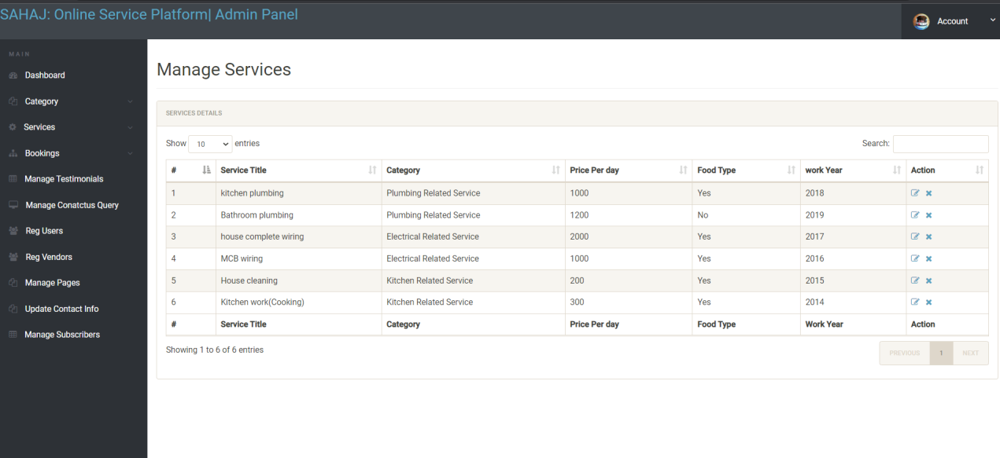 SAHAJ: Online Service Platform| Admin Panel
Account
MAIN
Dashboard
Category
Services
Bookings
Manage Testimonials
Manage Conatctus Query
Reg Users
Reg Vendors
Manage Pages
Update Contact Info
Manage Subscribers
Manage Services
SERVICES DETAILS
Show 10 entries Search:
# Service Title Category Price Per day Food Type work Year Action
1 kitchen plumbing Plumbing Related Service 1000 Yes 2018
2 Bathroom plumbing Plumbing Related Service 1200 No 2019
3 house complete wiring Electrical Related Service 2000 Yes 2017
4 MCB wiring Electrical Related Service 1000 Yes 2016
5 House cleaning Kitchen Related Service 200 Yes 2015
6 Kitchen work(Cooking) Kitchen Related Service 300 Yes 2014
# Service Title Category Price Per day Food Type Work Year Action
Showing 1 to 6 of 6 entries
PREVIOUS 1 NEXT